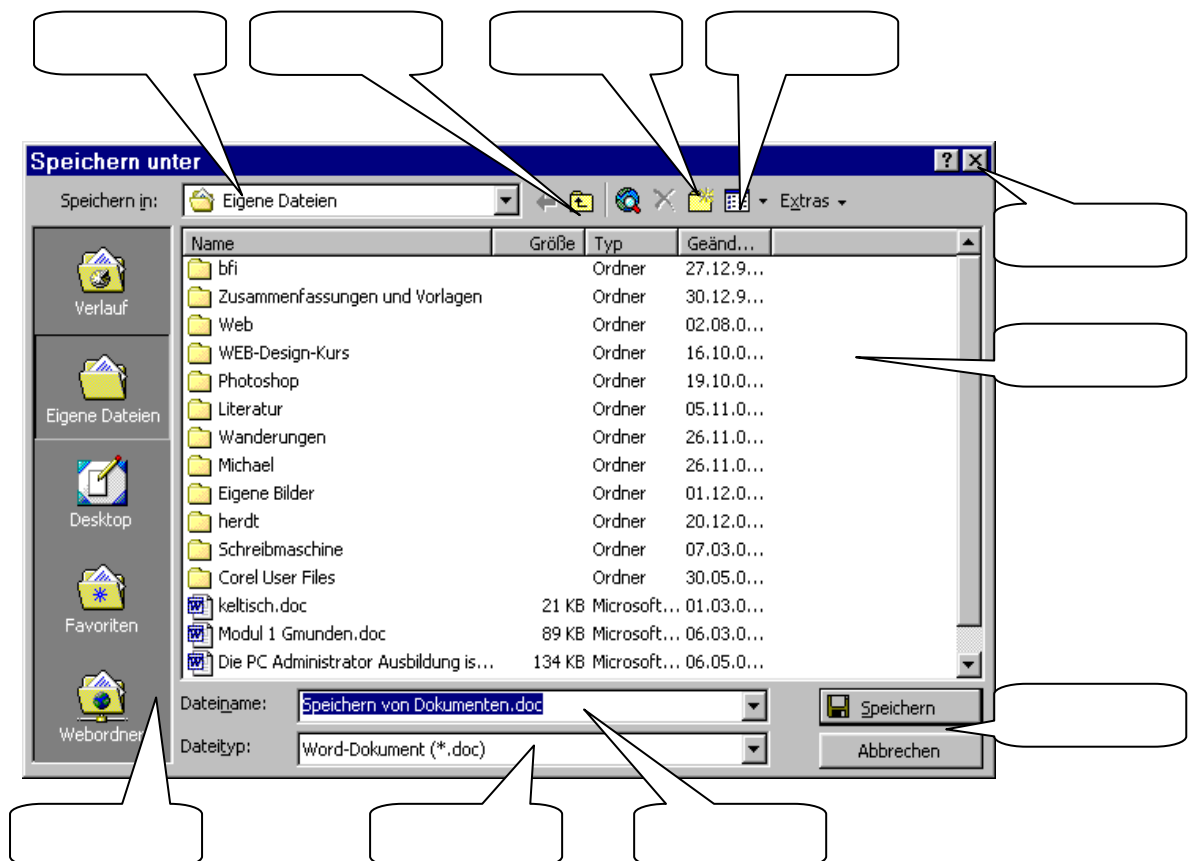 Speichern unter
Speichern in: Eigene Dateien Extras
Name Größe Typ Geänd...
bfi Ordner 27.12.9...
Zusammenfassungen und Vorlagen Ordner 30.12.9...
Web Ordner 02.08.0...
WEB-Design-Kurs Ordner 16.10.0...
Photoshop Ordner 19.10.0...
Literatur Ordner 05.11.0...
Wanderungen Ordner 26.11.0...
Michael Ordner 26.11.0...
Eigene Bilder Ordner 01.12.0...
herdt Ordner 20.12.0...
Schreibmaschine Ordner 07.03.0...
Corel User Files Ordner 30.05.0...
keltisch.doc 21 KB Microsoft... 01.03.0...
Modul 1 Gmunden.doc 89 KB Microsoft... 06.03.0...
Die PC Administrator Ausbildung is... 134 KB Microsoft... 06.05.0...
Verlauf
Eigene Dateien
Desktop
Favoriten
Webordner
Dateiname: Speichern von Dokumenten.doc Speichern
Dateityp: Word-Dokument (*.doc) Abbrechen